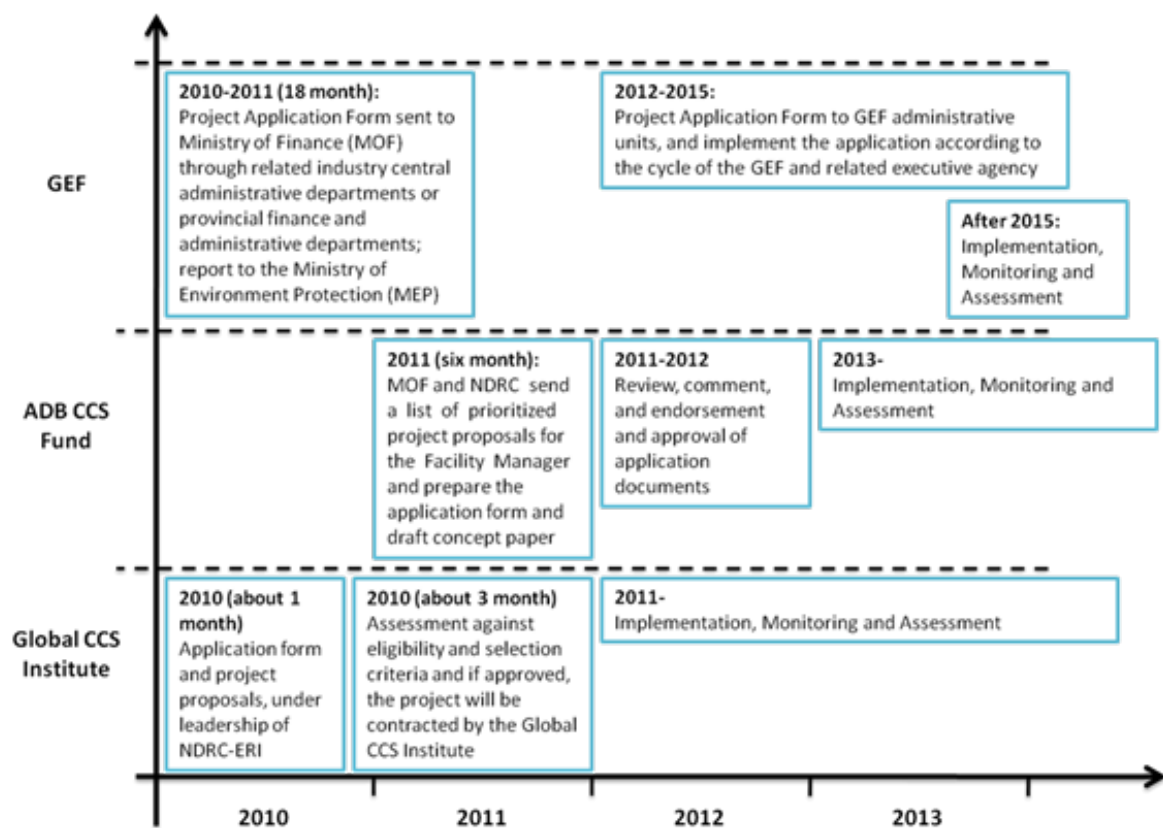 GEF
2010-2011 (18 month):
Project Application Form sent to
Ministry of Finance (MOF)
through related industry central
administrative departments or
provincial finance and
administrative departments;
report to the Ministry of
Environment Protection (MEP)
2012-2015:
Project Application Form to GEF administrative
units, and implement the application according to
the cycle of the GEF and related executive agency
After 2015:
Implementation,
Monitoring and
Assessment
ADB CCS
Fund
2011 (six month):
MOF and NDRC send
a list of prioritized
project proposals for
the Facility Manager
and prepare the
application form and
draft concept paper
2011-2012
Review, comment,
and endorsement
and approval of
application
documents
2013-
Implementation, Monitoring and
Assessment
Global CCS
Institute
2010 (about 1
month)
Application form
and project
proposals, under
leadership of
NDRC-ERI
2010 (about 3 month)
Assessment against
eligibility and selection
criteria and if approved,
the project will be
contracted by the Global
CCS Institute
2011-
Implementation, Monitoring and Assessment
2010
2011
2012
2013